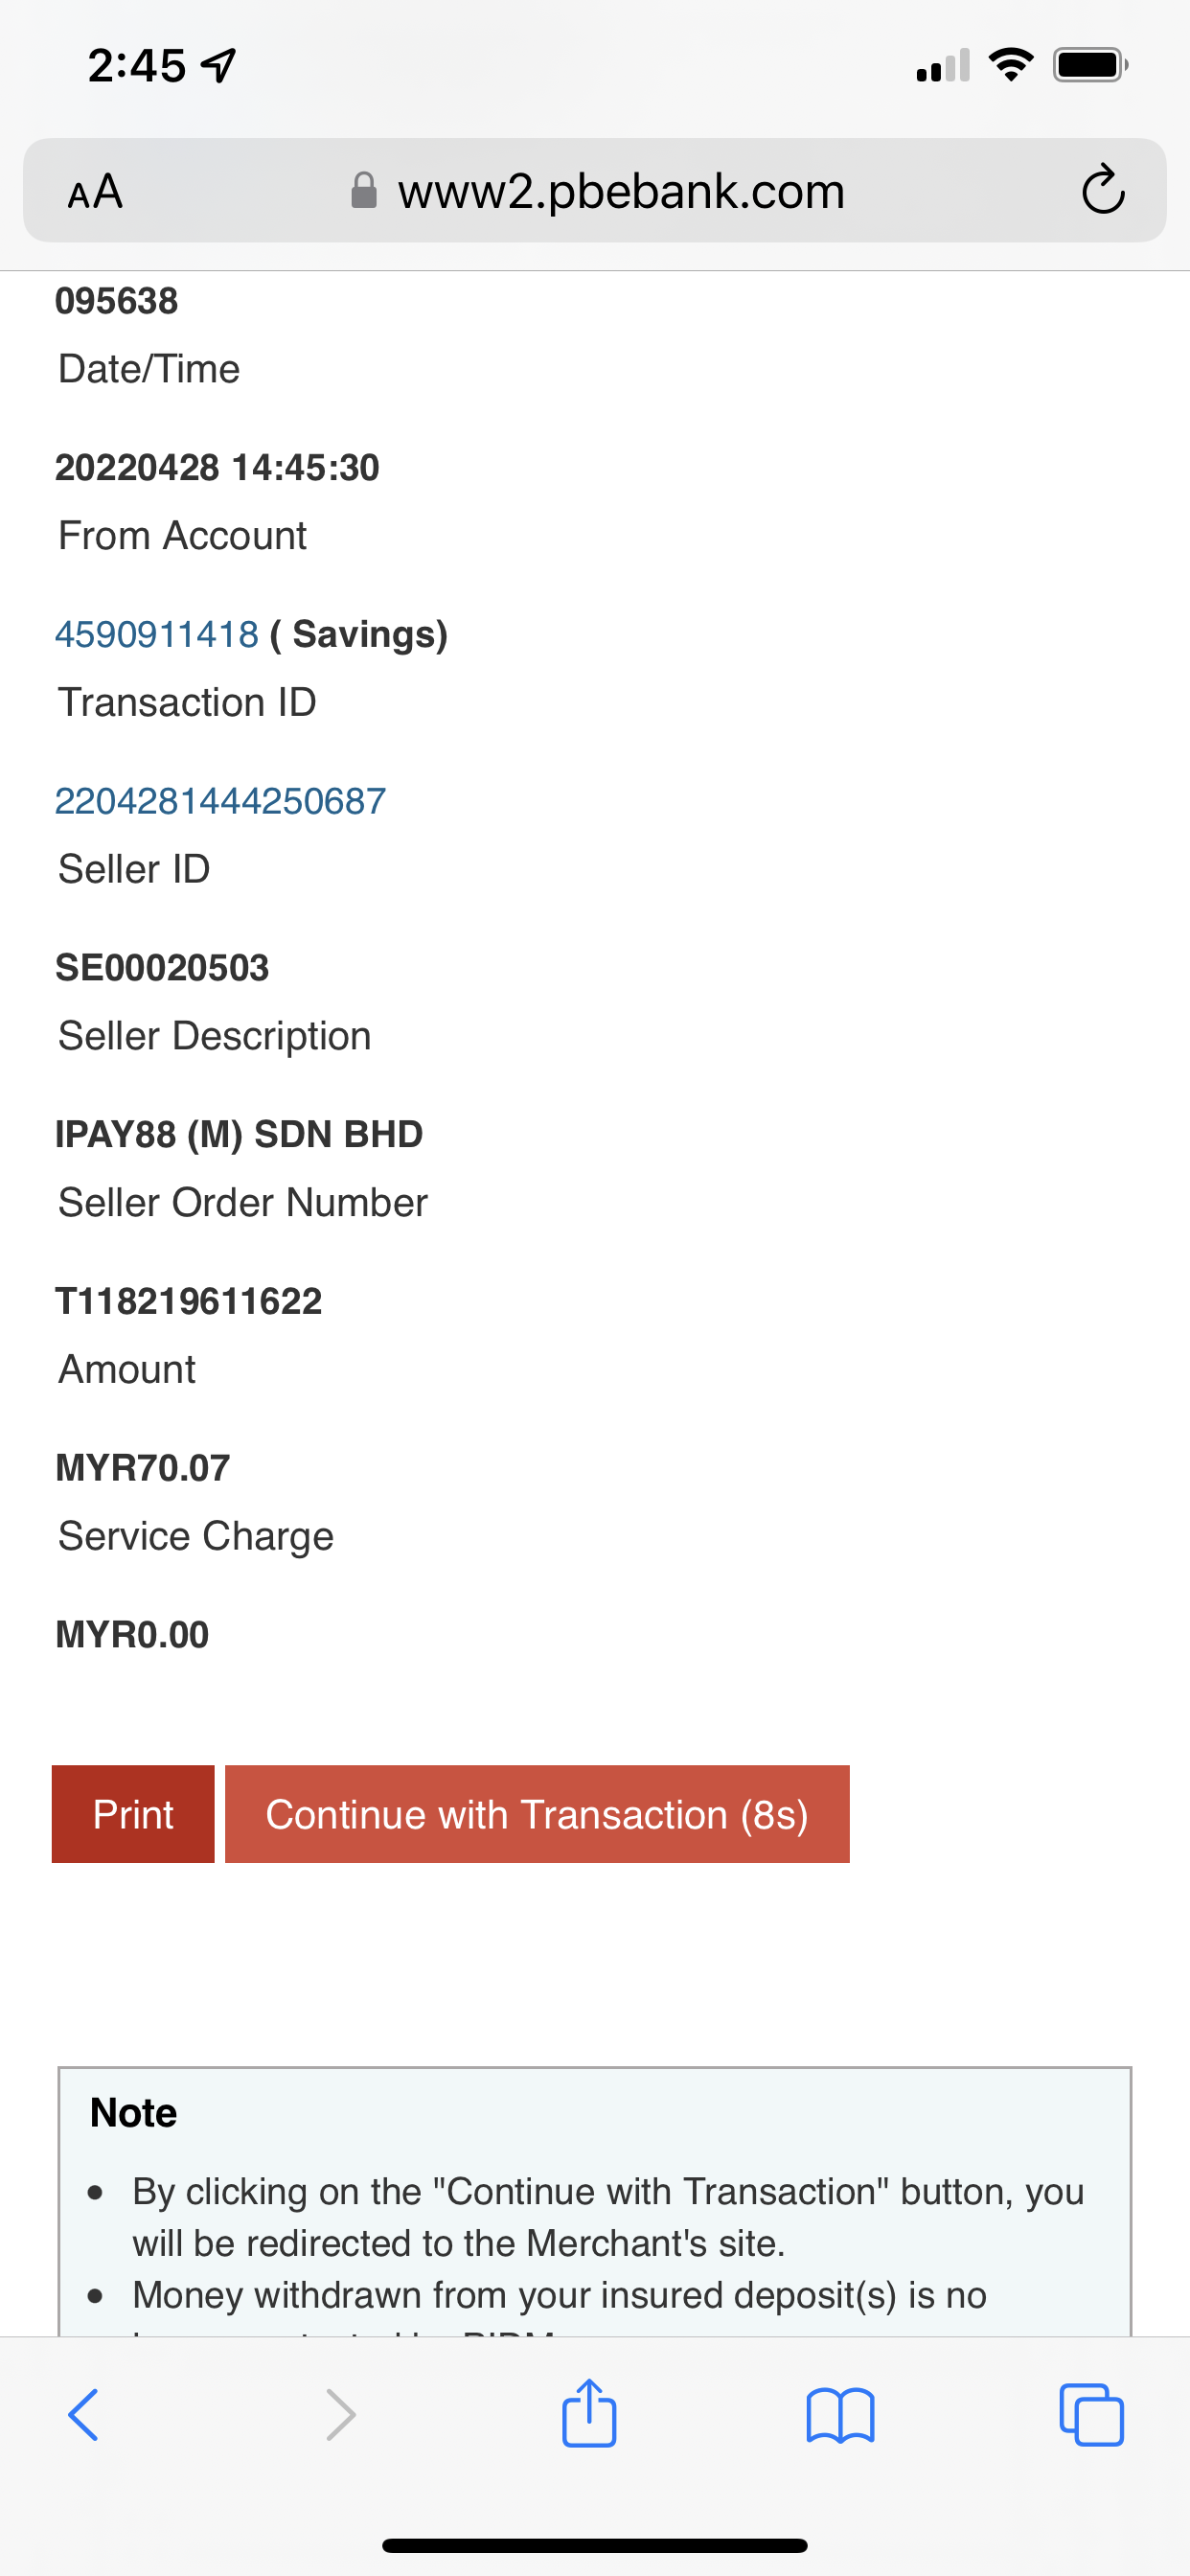 2:45
AA www2.pbebank.com
095638
Date/Time
20220428 14:45:30
From Account
4590911418 ( Savings)
Transaction ID
2204281444250687
Seller ID
SE00020503
Seller Description
IPAY88 (M) SDN BHD
Seller Order Number
T118219611622
Amount
MYR70.07
Service Charge
MYR0.00
Print Continue with Transaction (8s)
Note
• By clicking on the "Continue with Transaction" button, you
will be redirected to the Merchant's site.
• Money withdrawn from your insured deposit(s) is no